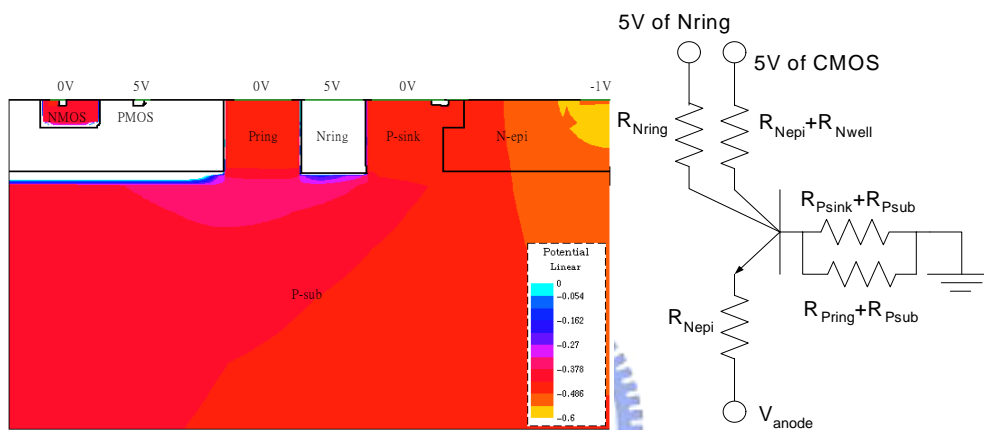 0V 5V 0V 5V 0V -1V
NMOS PMOS Pring Nring P-sink N-epi
P-sub
Potential
Linear
0
-0.054
-0.162
-0.27
-0.378
-0.486
-0.6
5V of Nring
5V of CMOS
RNring
RNepi+RNwell
RPsink+RPsub
RPring+RPsub
RNepi
Vanode